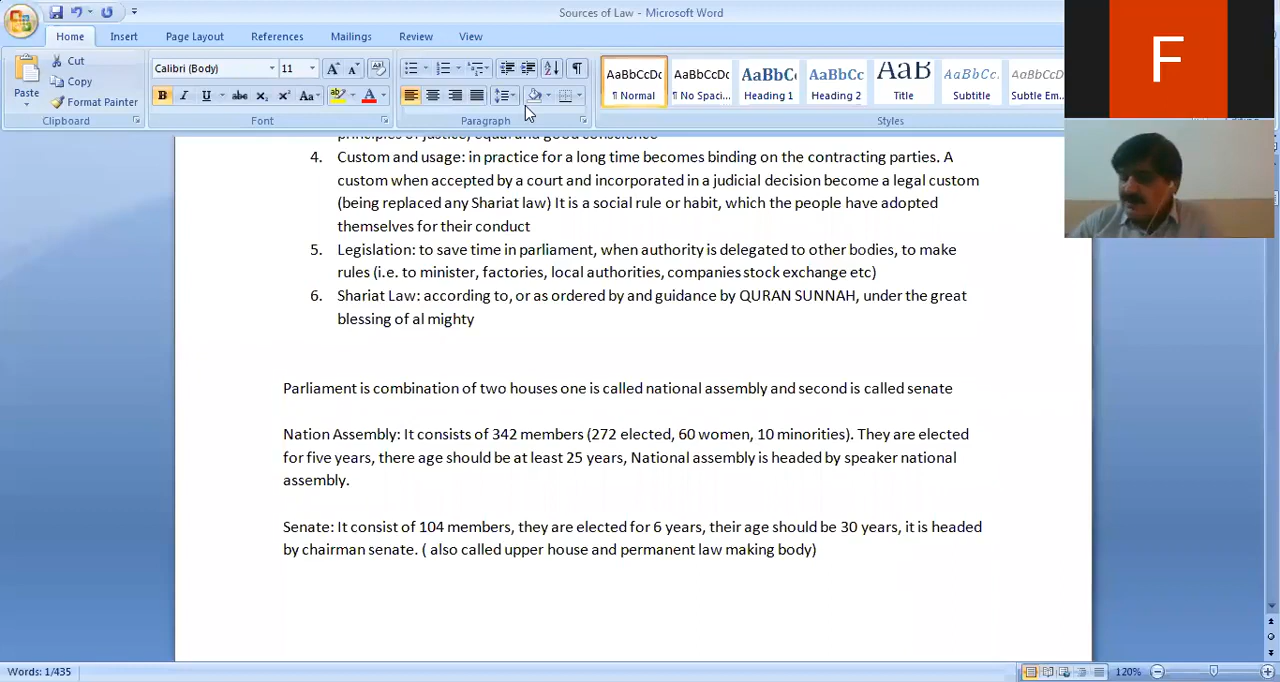 Sources of Law - Microsoft Word
Home Insert Page Layout References Mailings Review View
Paste
Cut
Copy
Format Painter
Clipboard
Calibri (Body) 11
Font
Paragraph
AaBbCcDc AaBbCcDc AaBbC AaBbCc AaB AaBbCc. AaBbCcDc
¶ Normal ¶ No Spaci... Heading 1 Heading 2 Title Subtitle Subtle Em...
Styles
F
principles of justice, equal and good conscience
4. Custom and usage: in practice for a long time becomes binding on the contracting parties. A
custom when accepted by a court and incorporated in a judicial decision become a legal custom
(being replaced any Shariat law) It is a social rule or habit, which the people have adopted
themselves for their conduct
5. Legislation: to save time in parliament, when authority is delegated to other bodies, to make
rules (i.e. to minister, factories, local authorities, companies stock exchange etc)
6. Shariat Law: according to, or as ordered by and guidance by QURAN SUNNAH, under the great
blessing of al mighty
Parliament is combination of two houses one is called national assembly and second is called senate
Nation Assembly: It consists of 342 members (272 elected, 60 women, 10 minorities). They are elected
for five years, there age should be at least 25 years, National assembly is headed by speaker national
assembly.
Senate: It consist of 104 members, they are elected for 6 years, their age should be 30 years, it is headed
by chairman senate. ( also called upper house and permanent law making body)
Words: 1/435
120%